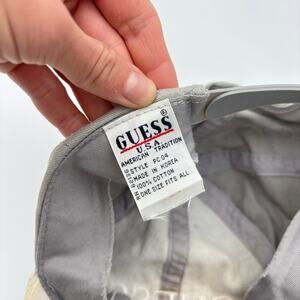 GUESS®
U.S.A.
AMERICAN TRADITION
STYLE PC 04
MADE IN KOREA
100% COTTON
ONE SIZE FITS ALL